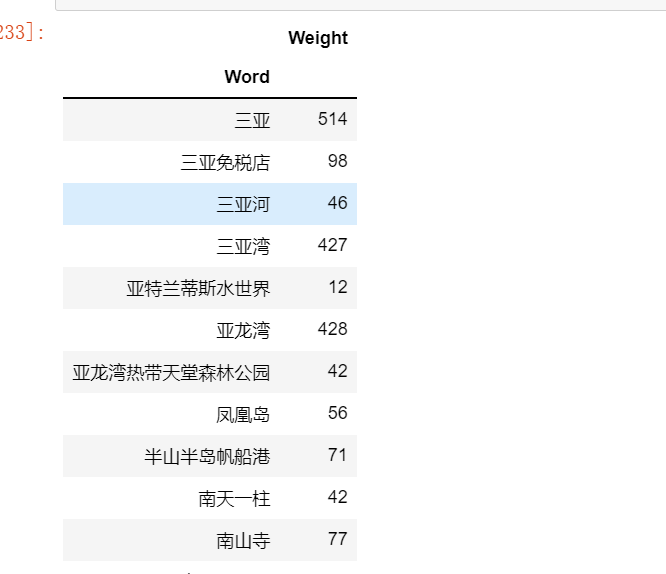 233]:
Weight
Word
三亚 514
三亚免税店 98
三亚河 46
三亚湾 427
亚特兰蒂斯水世界 12
亚龙湾 428
亚龙湾热带天堂森林公园 42
凤凰岛 56
半山半岛帆船港 71
南天一柱 42
南山寺 77